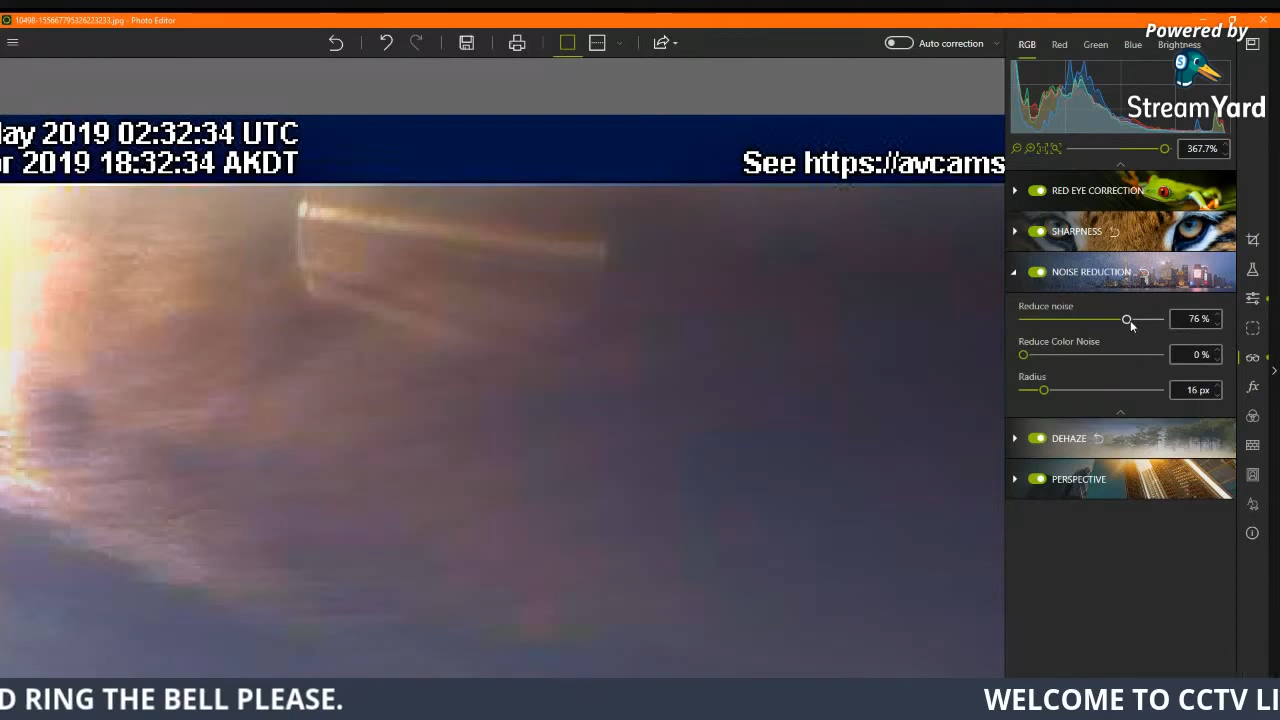 10498-155667795326223233.jpg - Photo Editor
Powered by
StreamYard
Auto correction
RGB Red Green Blue Brightness
367.7%
ay 2019 02:32:34 UTC
r 2019 18:32:34 AKDT
See https://avcams
RED EYE CORRECTION
SHARPNESS
NOISE REDUCTION
Reduce noise
76 %
Reduce Color Noise
0 %
Radius
16 px
DEHAZE
PERSPECTIVE
D RING THE BELL PLEASE.
WELCOME TO CCTV LI